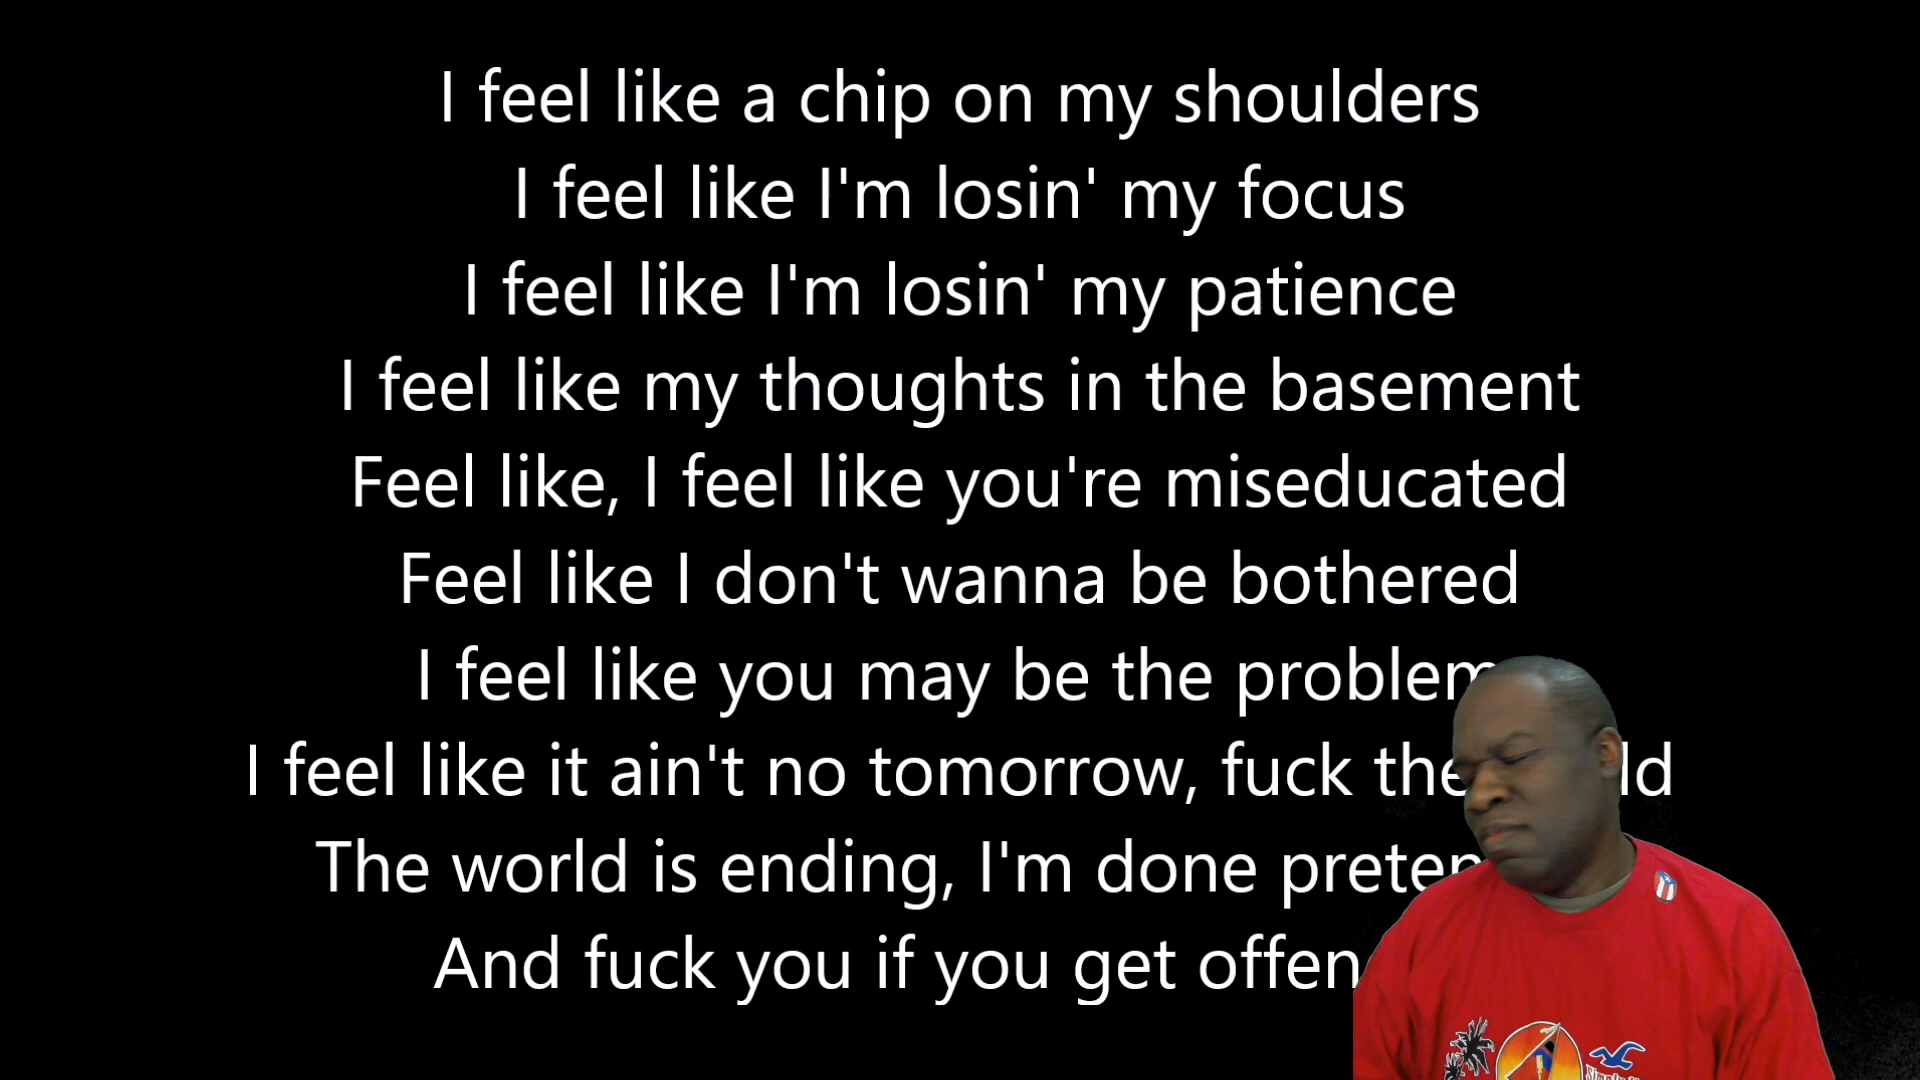 I feel like a chip on my shoulders
I feel like I'm losin' my focus
I feel like I'm losin' my patience
I feel like my thoughts in the basement
Feel like, I feel like you're miseducated
Feel like I don't wanna be bothered
I feel like you may be the problem
I feel like it ain't no tomorrow, fuck the
The world is ending, I'm done
And fuck you if you get